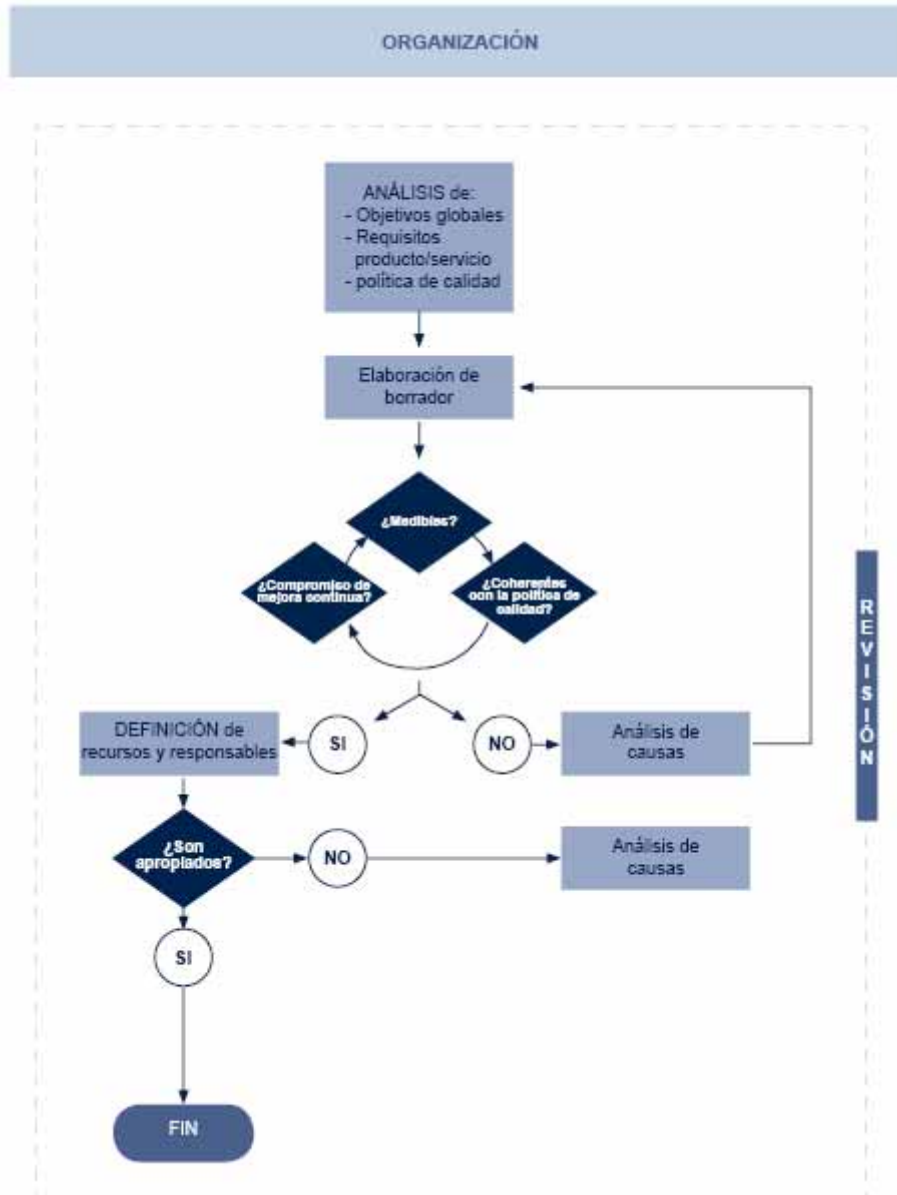 ORGANIZACIÓN
ANÁLISIS de:
- Objetivos globales
- Requisitos
producto/servicio
- política de calidad
Elaboración de
borrador
¿Medibles?
¿Compromiso de
mejora continua?
¿Coherentes
con la política de
calidad?
DEFINICIÓN de
recursos y responsables
SI
NO
Análisis de
causas
REVISIÓN
¿Son
apropiados?
NO
Análisis de
causas
SI
FIN